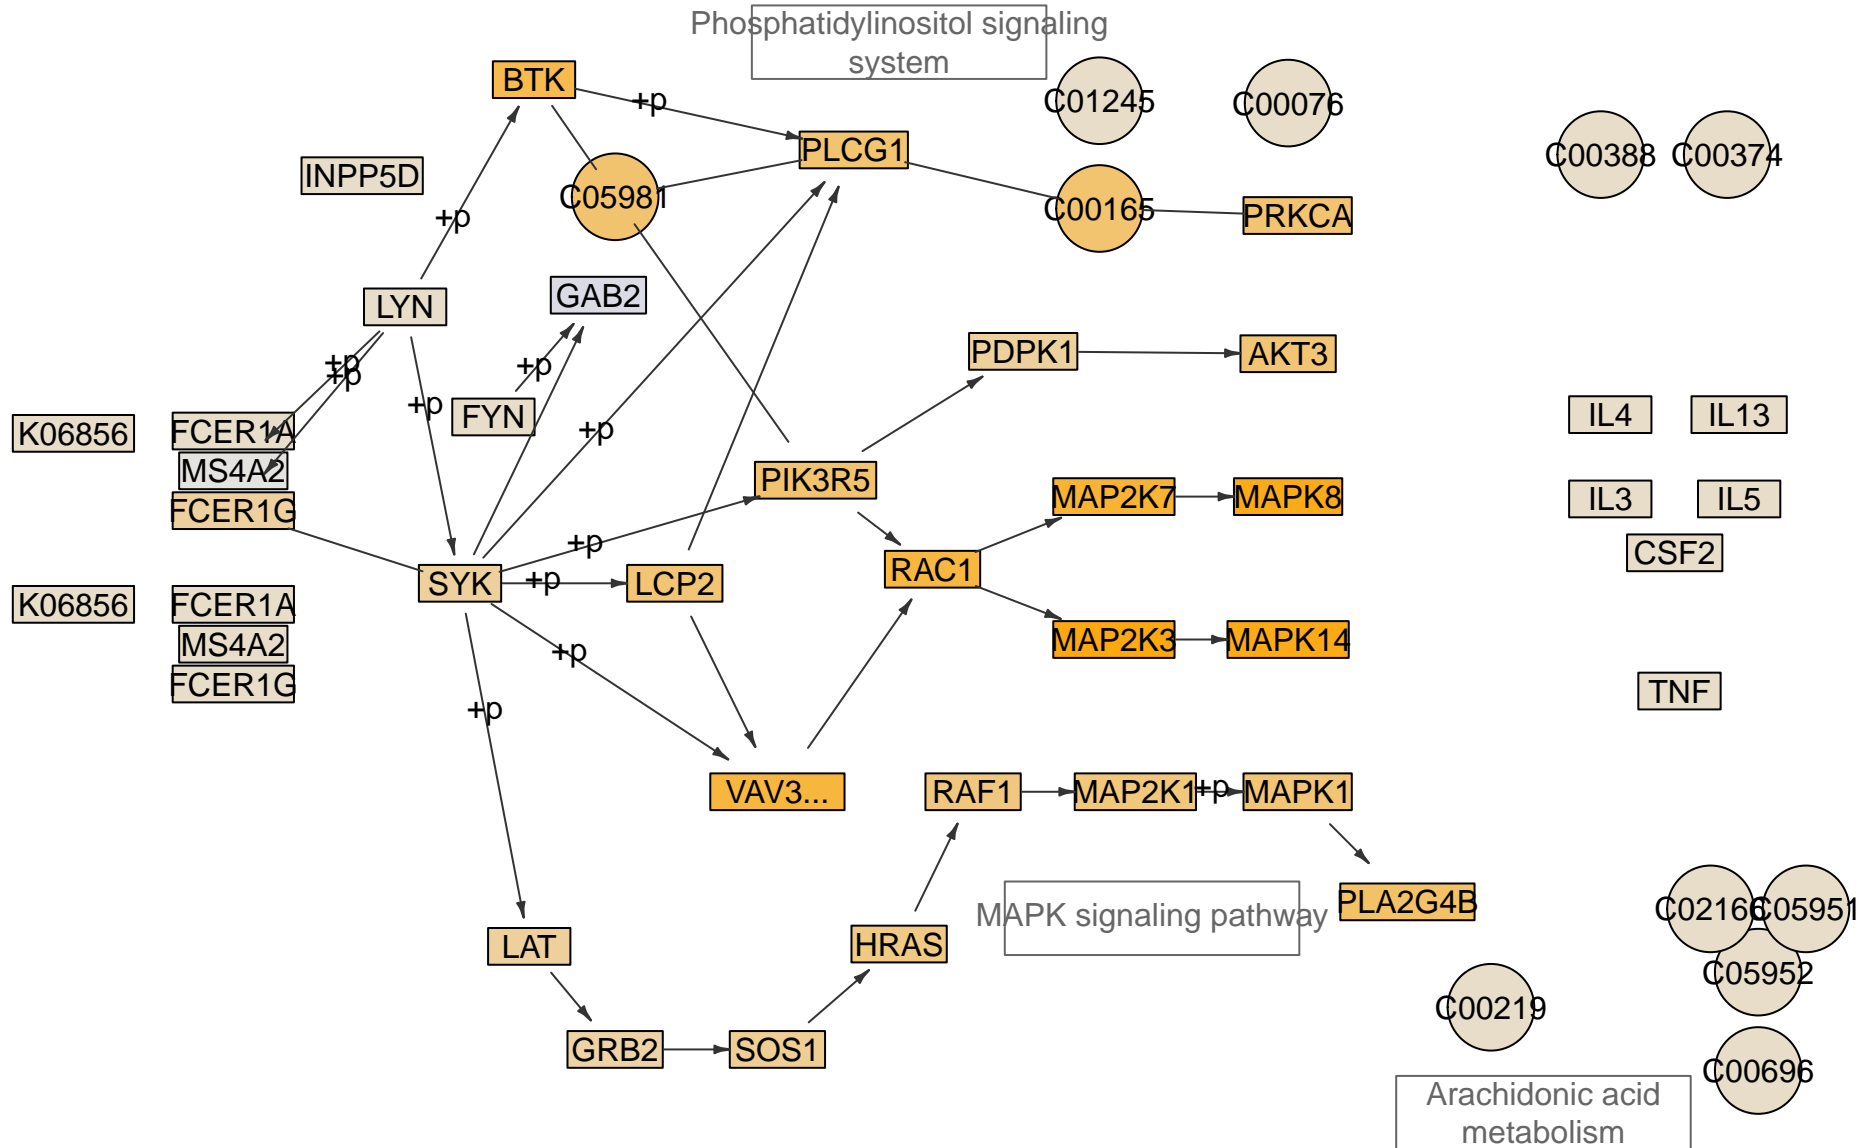 Phosphatidylinositol signaling
system
BTK
+p
C01245
C00076
PLCG1
C00388
C00374
INPP5D
C05981
+p
C00165
PRKCA
LYN
GAB2
+p
+p
+p
PDPK1
AKT3
+p
FYN
K06856
FCER1A
+p
IL4
IL13
MS4A2
PIK3R5
FCER1G
MAP2K7
MAPK8
IL3
IL5
+p
CSF2
SYK
+p
LCP2
RAC1
K06856
FCER1A
MS4A2
+p
MAP2K3
MAPK14
FCER1G
TNF
+p
VAV3...
RAF1
MAP2K1
+p
MAPK1
MAPK signaling pathway
PLA2G4B
C02166
C05951
LAT
HRAS
C05952
C00219
GRB2
SOS1
C00696
Arachidonic acid
metabolism